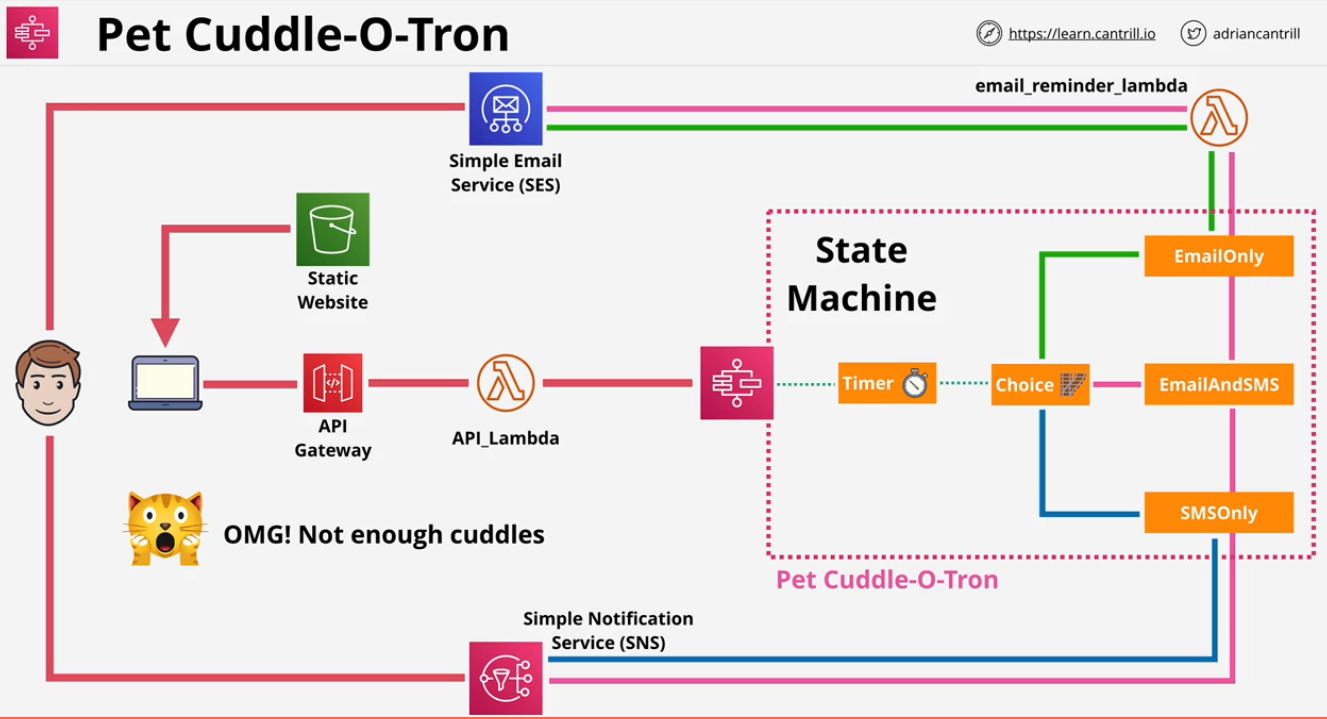 Pet Cuddle-O-Tron
https://learn.cantrill.io
adriancantrill
email_reminder_lambda
Simple Email
Service (SES)
Static
Website
State
Machine
EmailOnly
Timer
Choice
EmailAndSMS
API
Gateway
API_Lambda
SMSOnly
OMG! Not enough cuddles
Pet Cuddle-O-Tron
Simple Notification
Service (SNS)